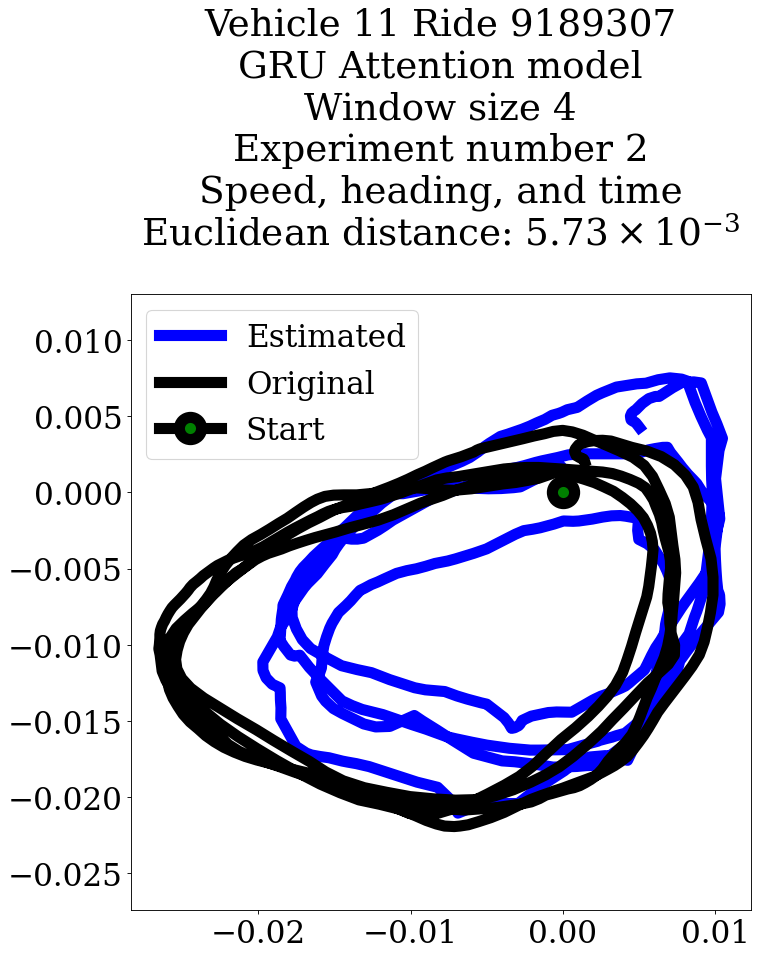 Vehicle 11 Ride 9189307
GRU Attention model
Window size 4
Experiment number 2
Speed, heading, and time
Euclidean distance: 5.73 × 10⁻³
Estimated
Original
Start
0.010
0.005
0.000
−0.005
−0.010
−0.015
−0.020
−0.025
−0.02 −0.01 0.00 0.01